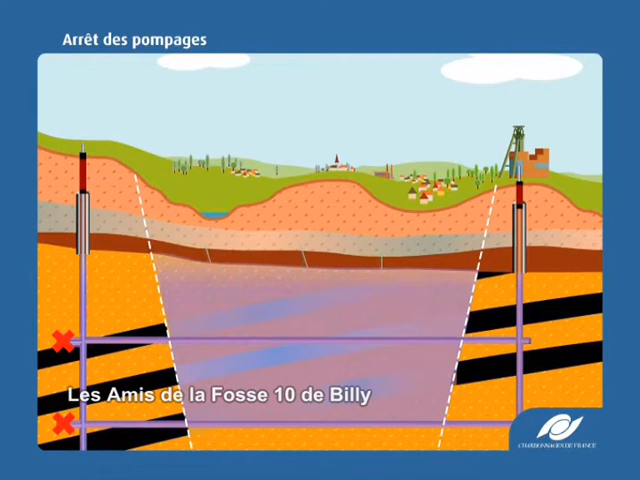 Arrêt des pompages
Les Amis de la Fosse 10 de Billy
CHARBONNAGES DE FRANCE